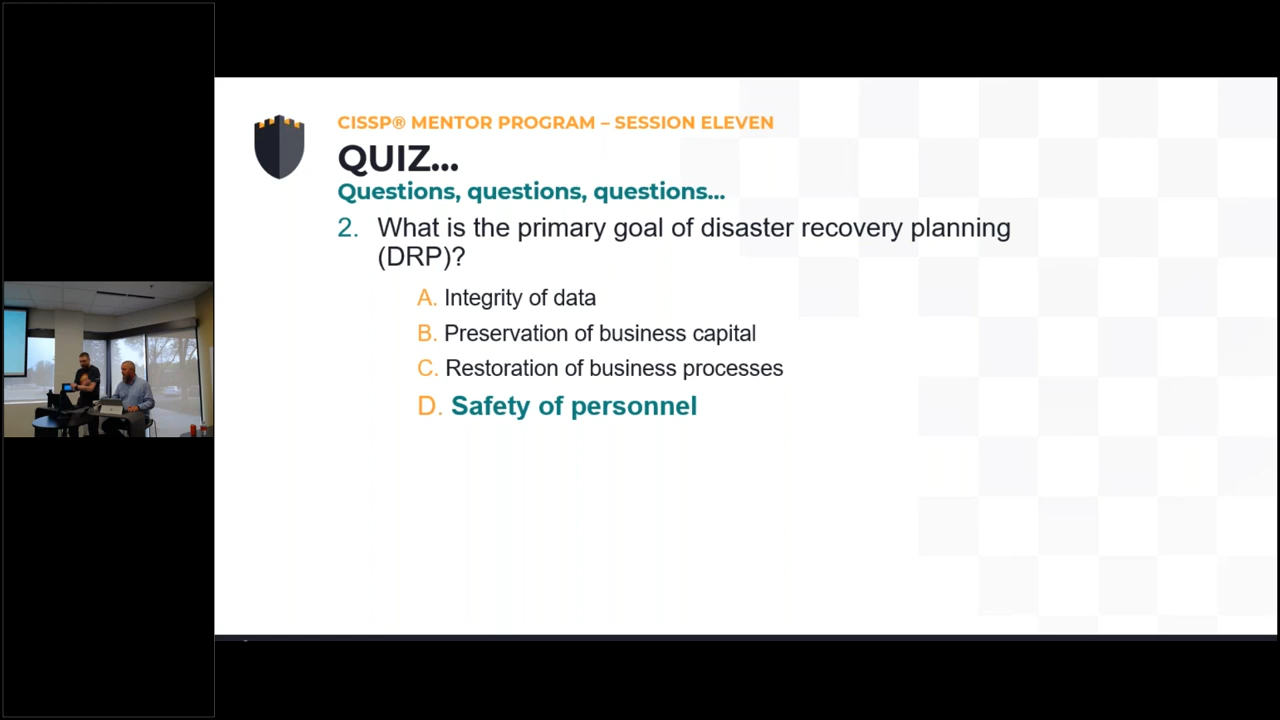 CISSP® MENTOR PROGRAM – SESSION ELEVEN
QUIZ...
Questions, questions, questions...
2. What is the primary goal of disaster recovery planning
(DRP)?
A. Integrity of data
B. Preservation of business capital
C. Restoration of business processes
D. Safety of personnel